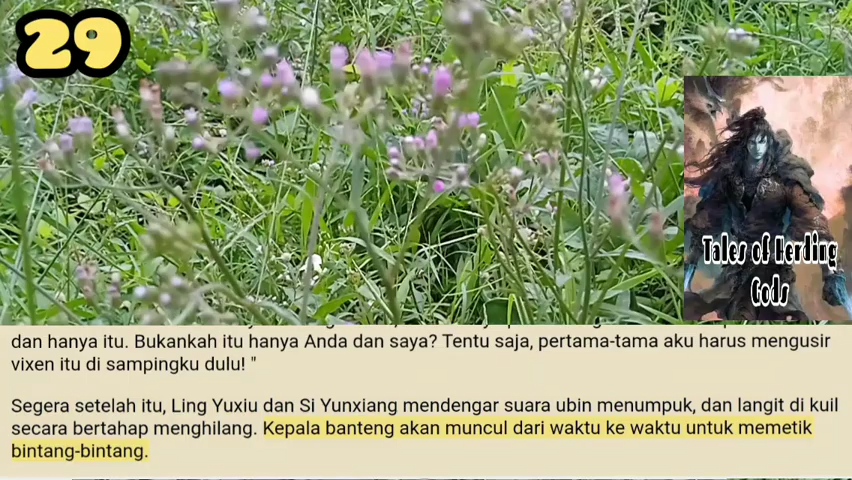 29
Tales of Herding
Gods
dan hanya itu. Bukankah itu hanya Anda dan saya? Tentu saja, pertama-tama aku harus mengusir
vixen itu di sampingku dulu! "
Segera setelah itu, Ling Yuxiu dan Si Yunxiang mendengar suara ubin menumpuk, dan langit di kuil
secara bertahap menghilang. Kepala banteng akan muncul dari waktu ke waktu untuk memetik
bintang-bintang.